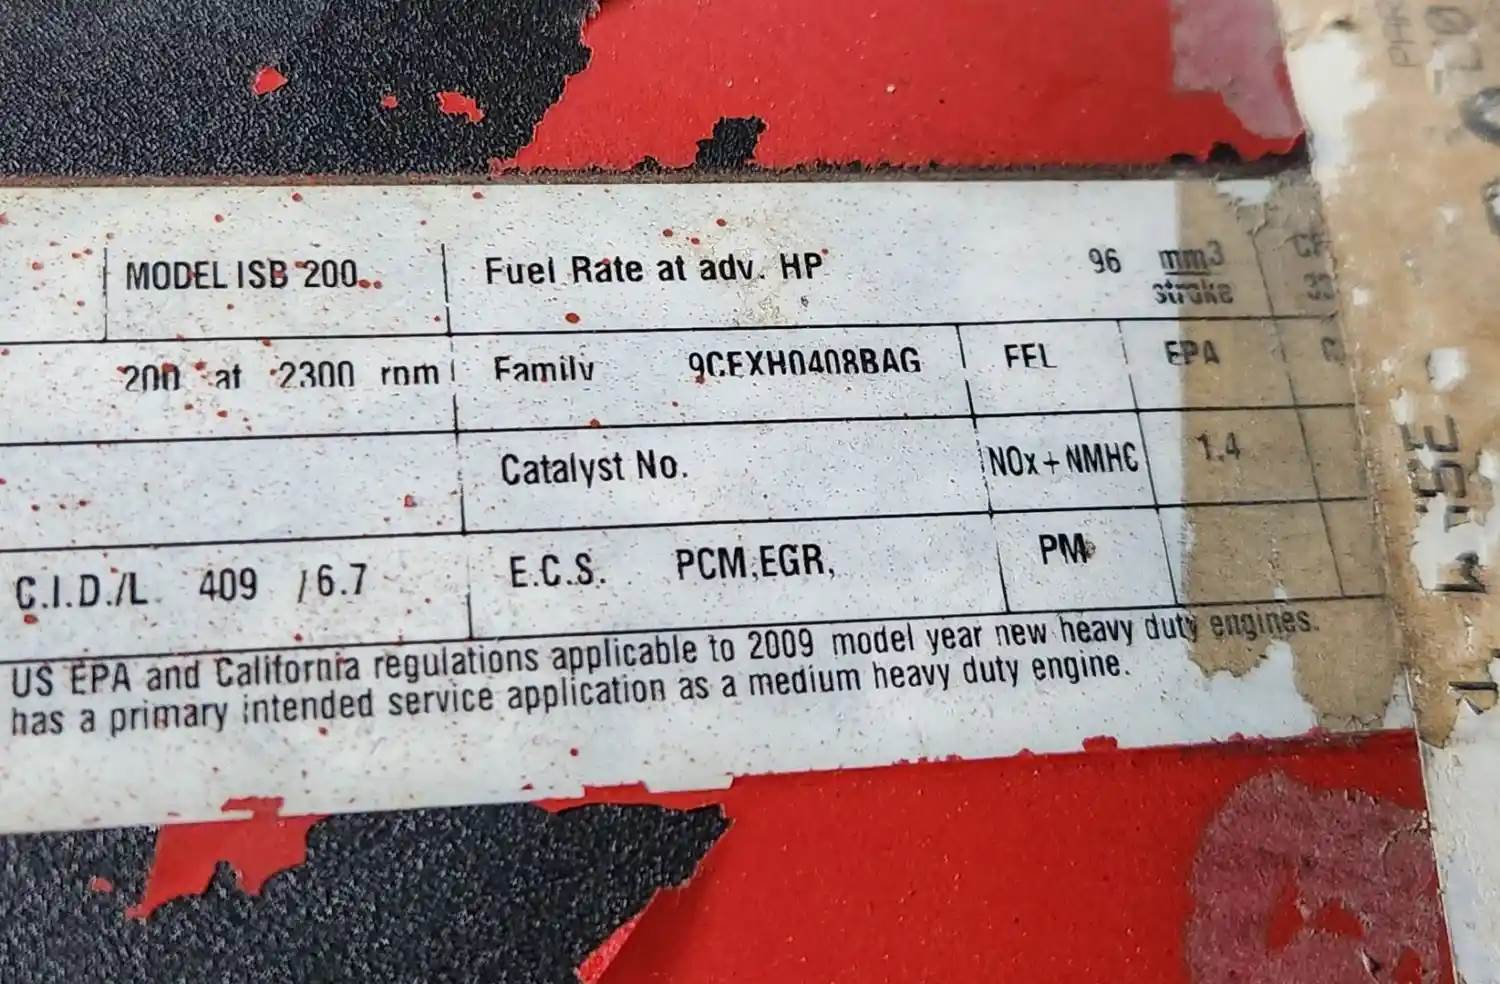 MODEL ISB 200 Fuel Rate at adv. HP 96 mm3
stroke
200 at 2300 rpm Family 9CEXH0408BAG FEL EPA
Catalyst No. NOx + NMHC 1.4
C.I.D./L 409 / 6.7 E.C.S. PCM,EGR, PM
US EPA and California regulations applicable to 2009 model year new heavy duty engines.
has a primary intended service application as a medium heavy duty engine.